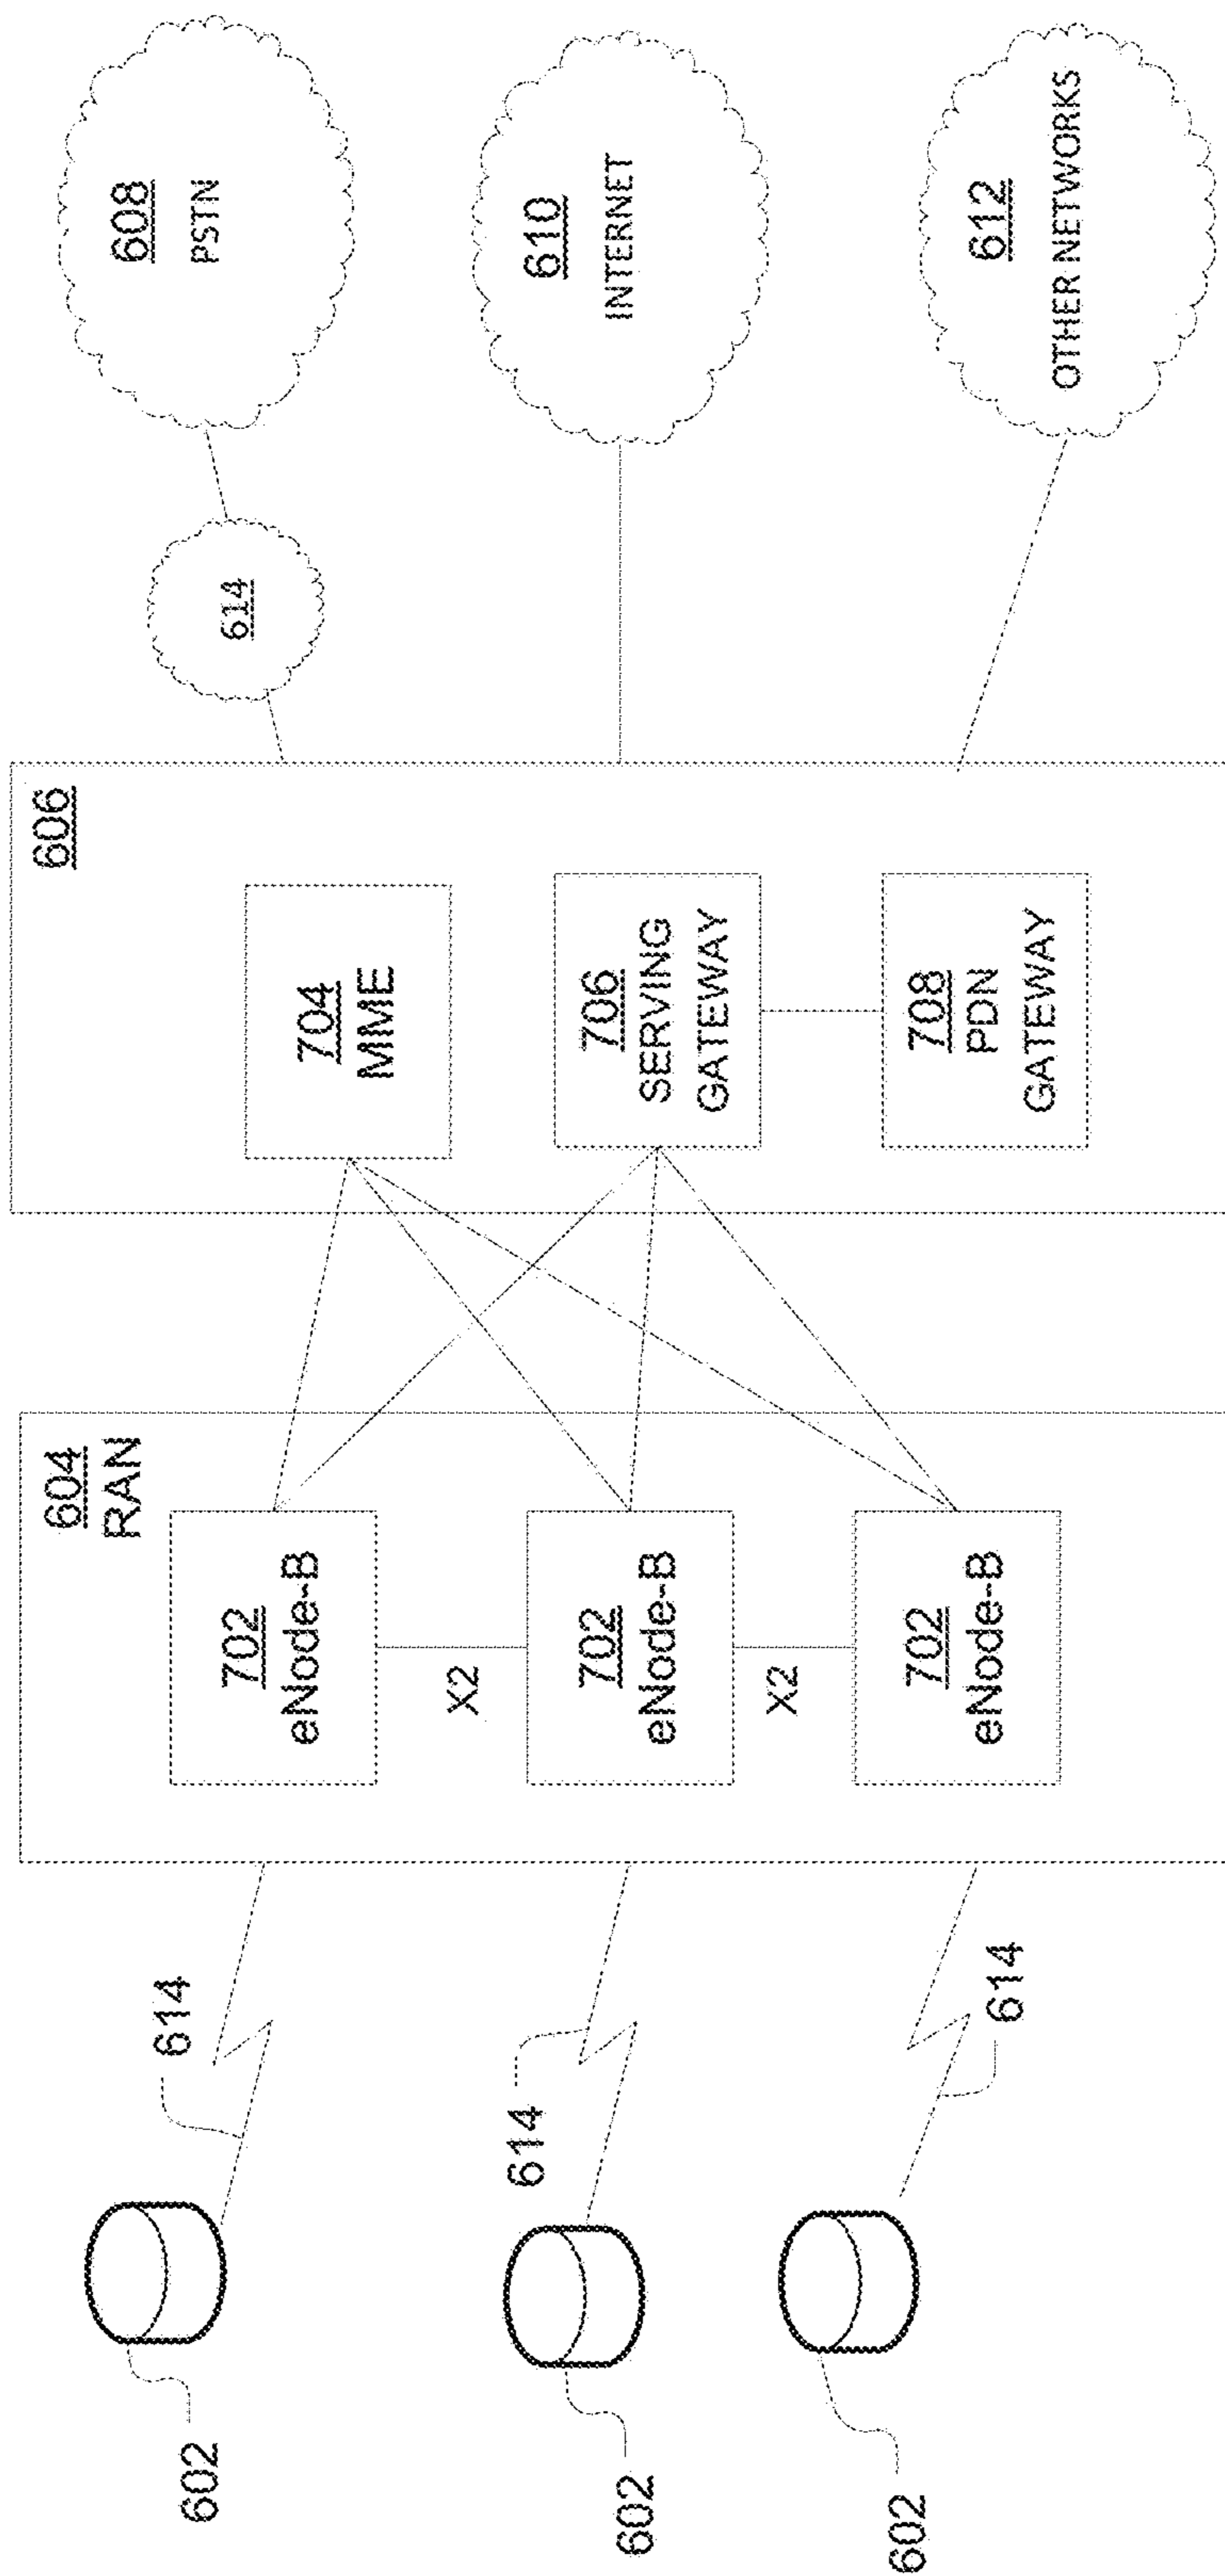 602
614
602
614
602
614
604
RAN
702
eNode-B
X2
702
eNode-B
X2
702
eNode-B
606
704
MME
706
SERVING
GATEWAY
708
PDN
GATEWAY
614
608
PSTN
610
INTERNET
612
OTHER NETWORKS